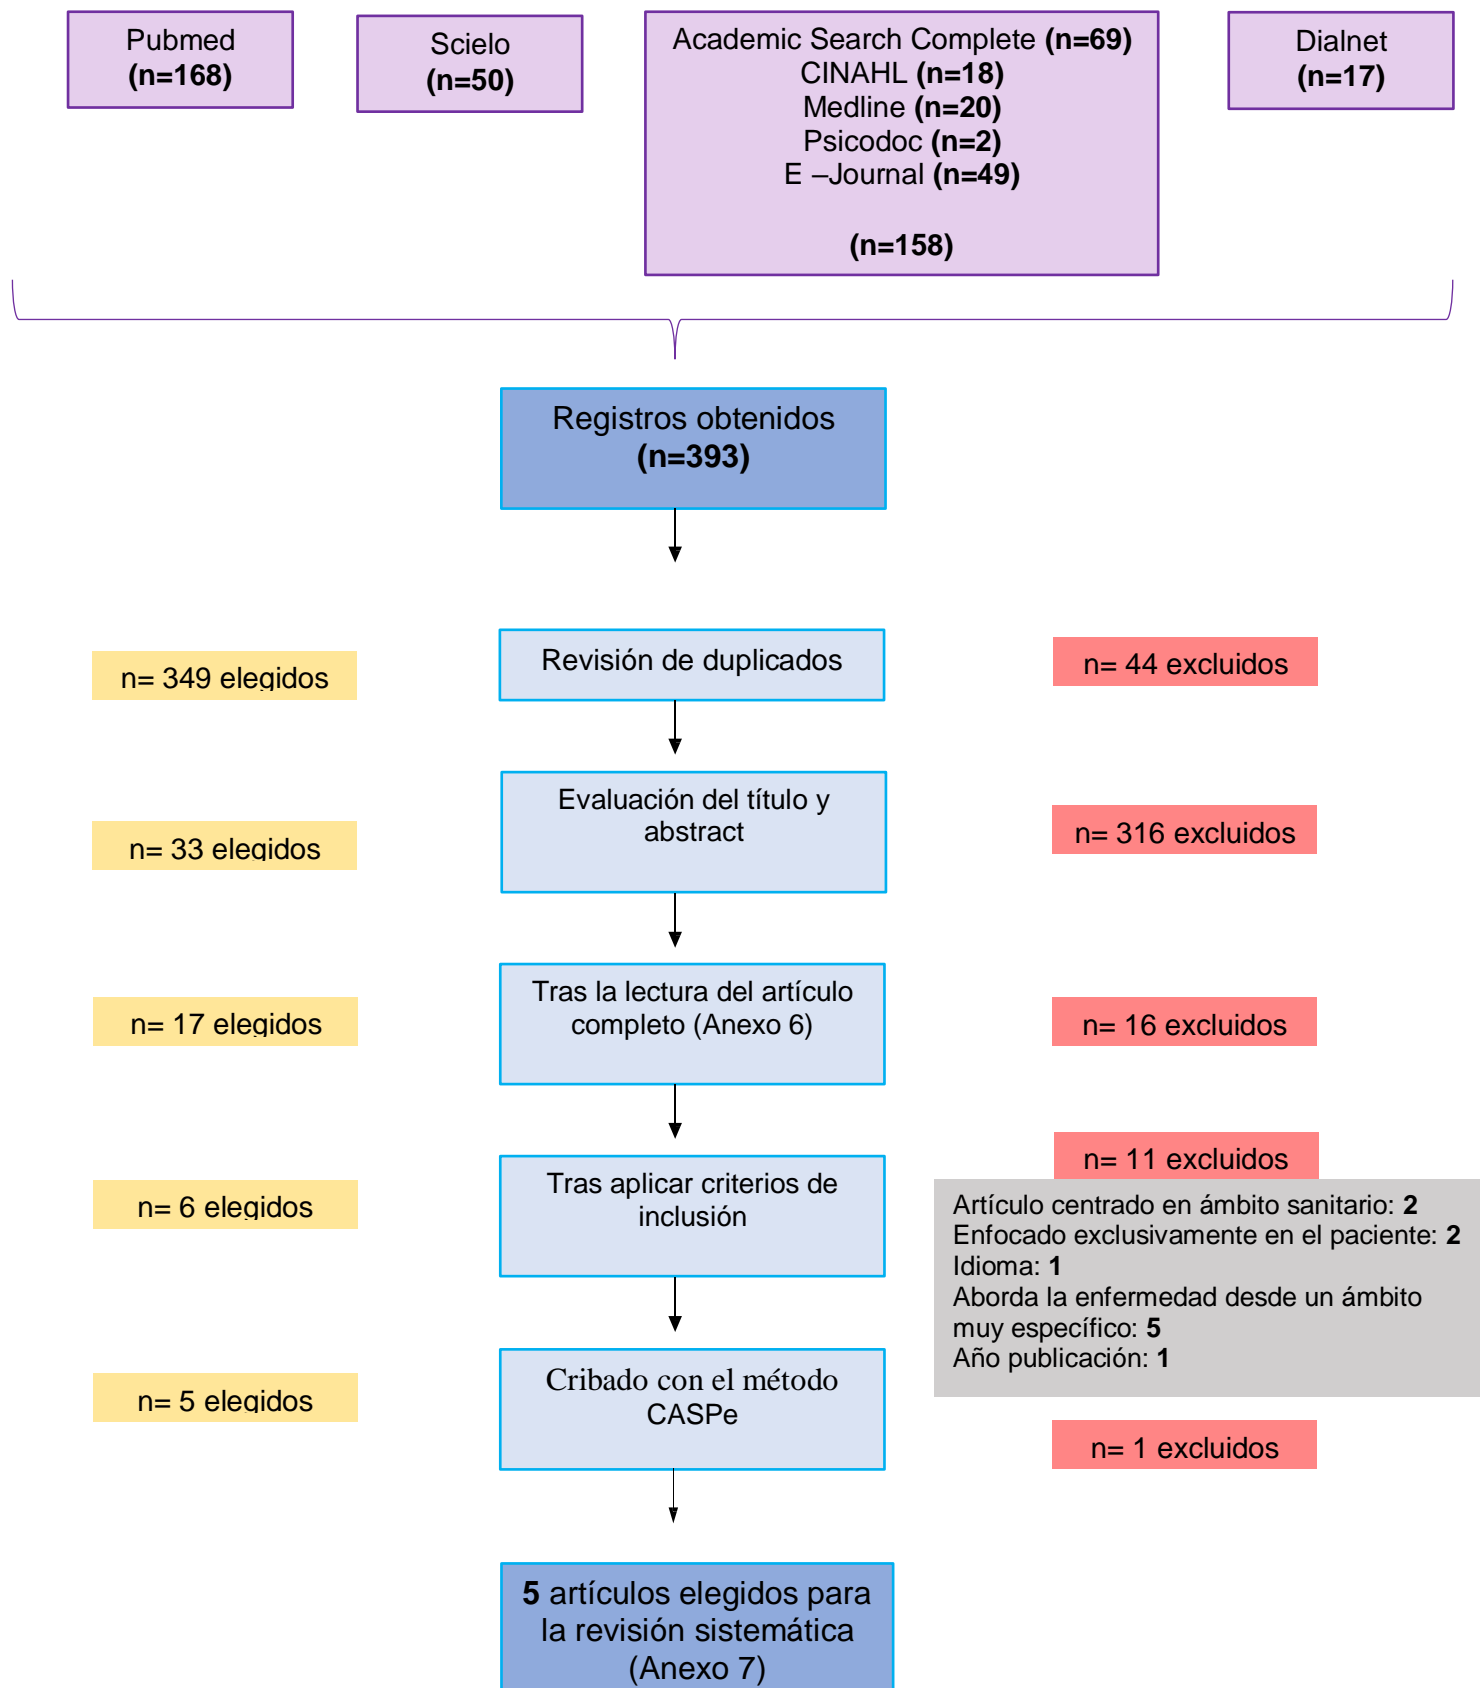 Pubmed
(n=168)
Scielo
(n=50)
Academic Search Complete (n=69)
CINAHL (n=18)
Medline (n=20)
Psicodoc (n=2)
E –Journal (n=49)
(n=158)
Dialnet
(n=17)
Registros obtenidos
(n=393)
n= 349 elegidos
Revisión de duplicados
n= 44 excluidos
n= 33 elegidos
Evaluación del título y
abstract
n= 316 excluidos
n= 17 elegidos
Tras la lectura del artículo
completo (Anexo 6)
n= 16 excluidos
n= 6 elegidos
Tras aplicar criterios de
inclusión
n= 11 excluidos
Artículo centrado en ámbito sanitario: 2
Enfocado exclusivamente en el paciente: 2
Idioma: 1
Aborda la enfermedad desde un ámbito
muy específico: 5
Año publicación: 1
n= 5 elegidos
Cribado con el método
CASPe
n= 1 excluidos
5 artículos elegidos para
la revisión sistemática
(Anexo 7)